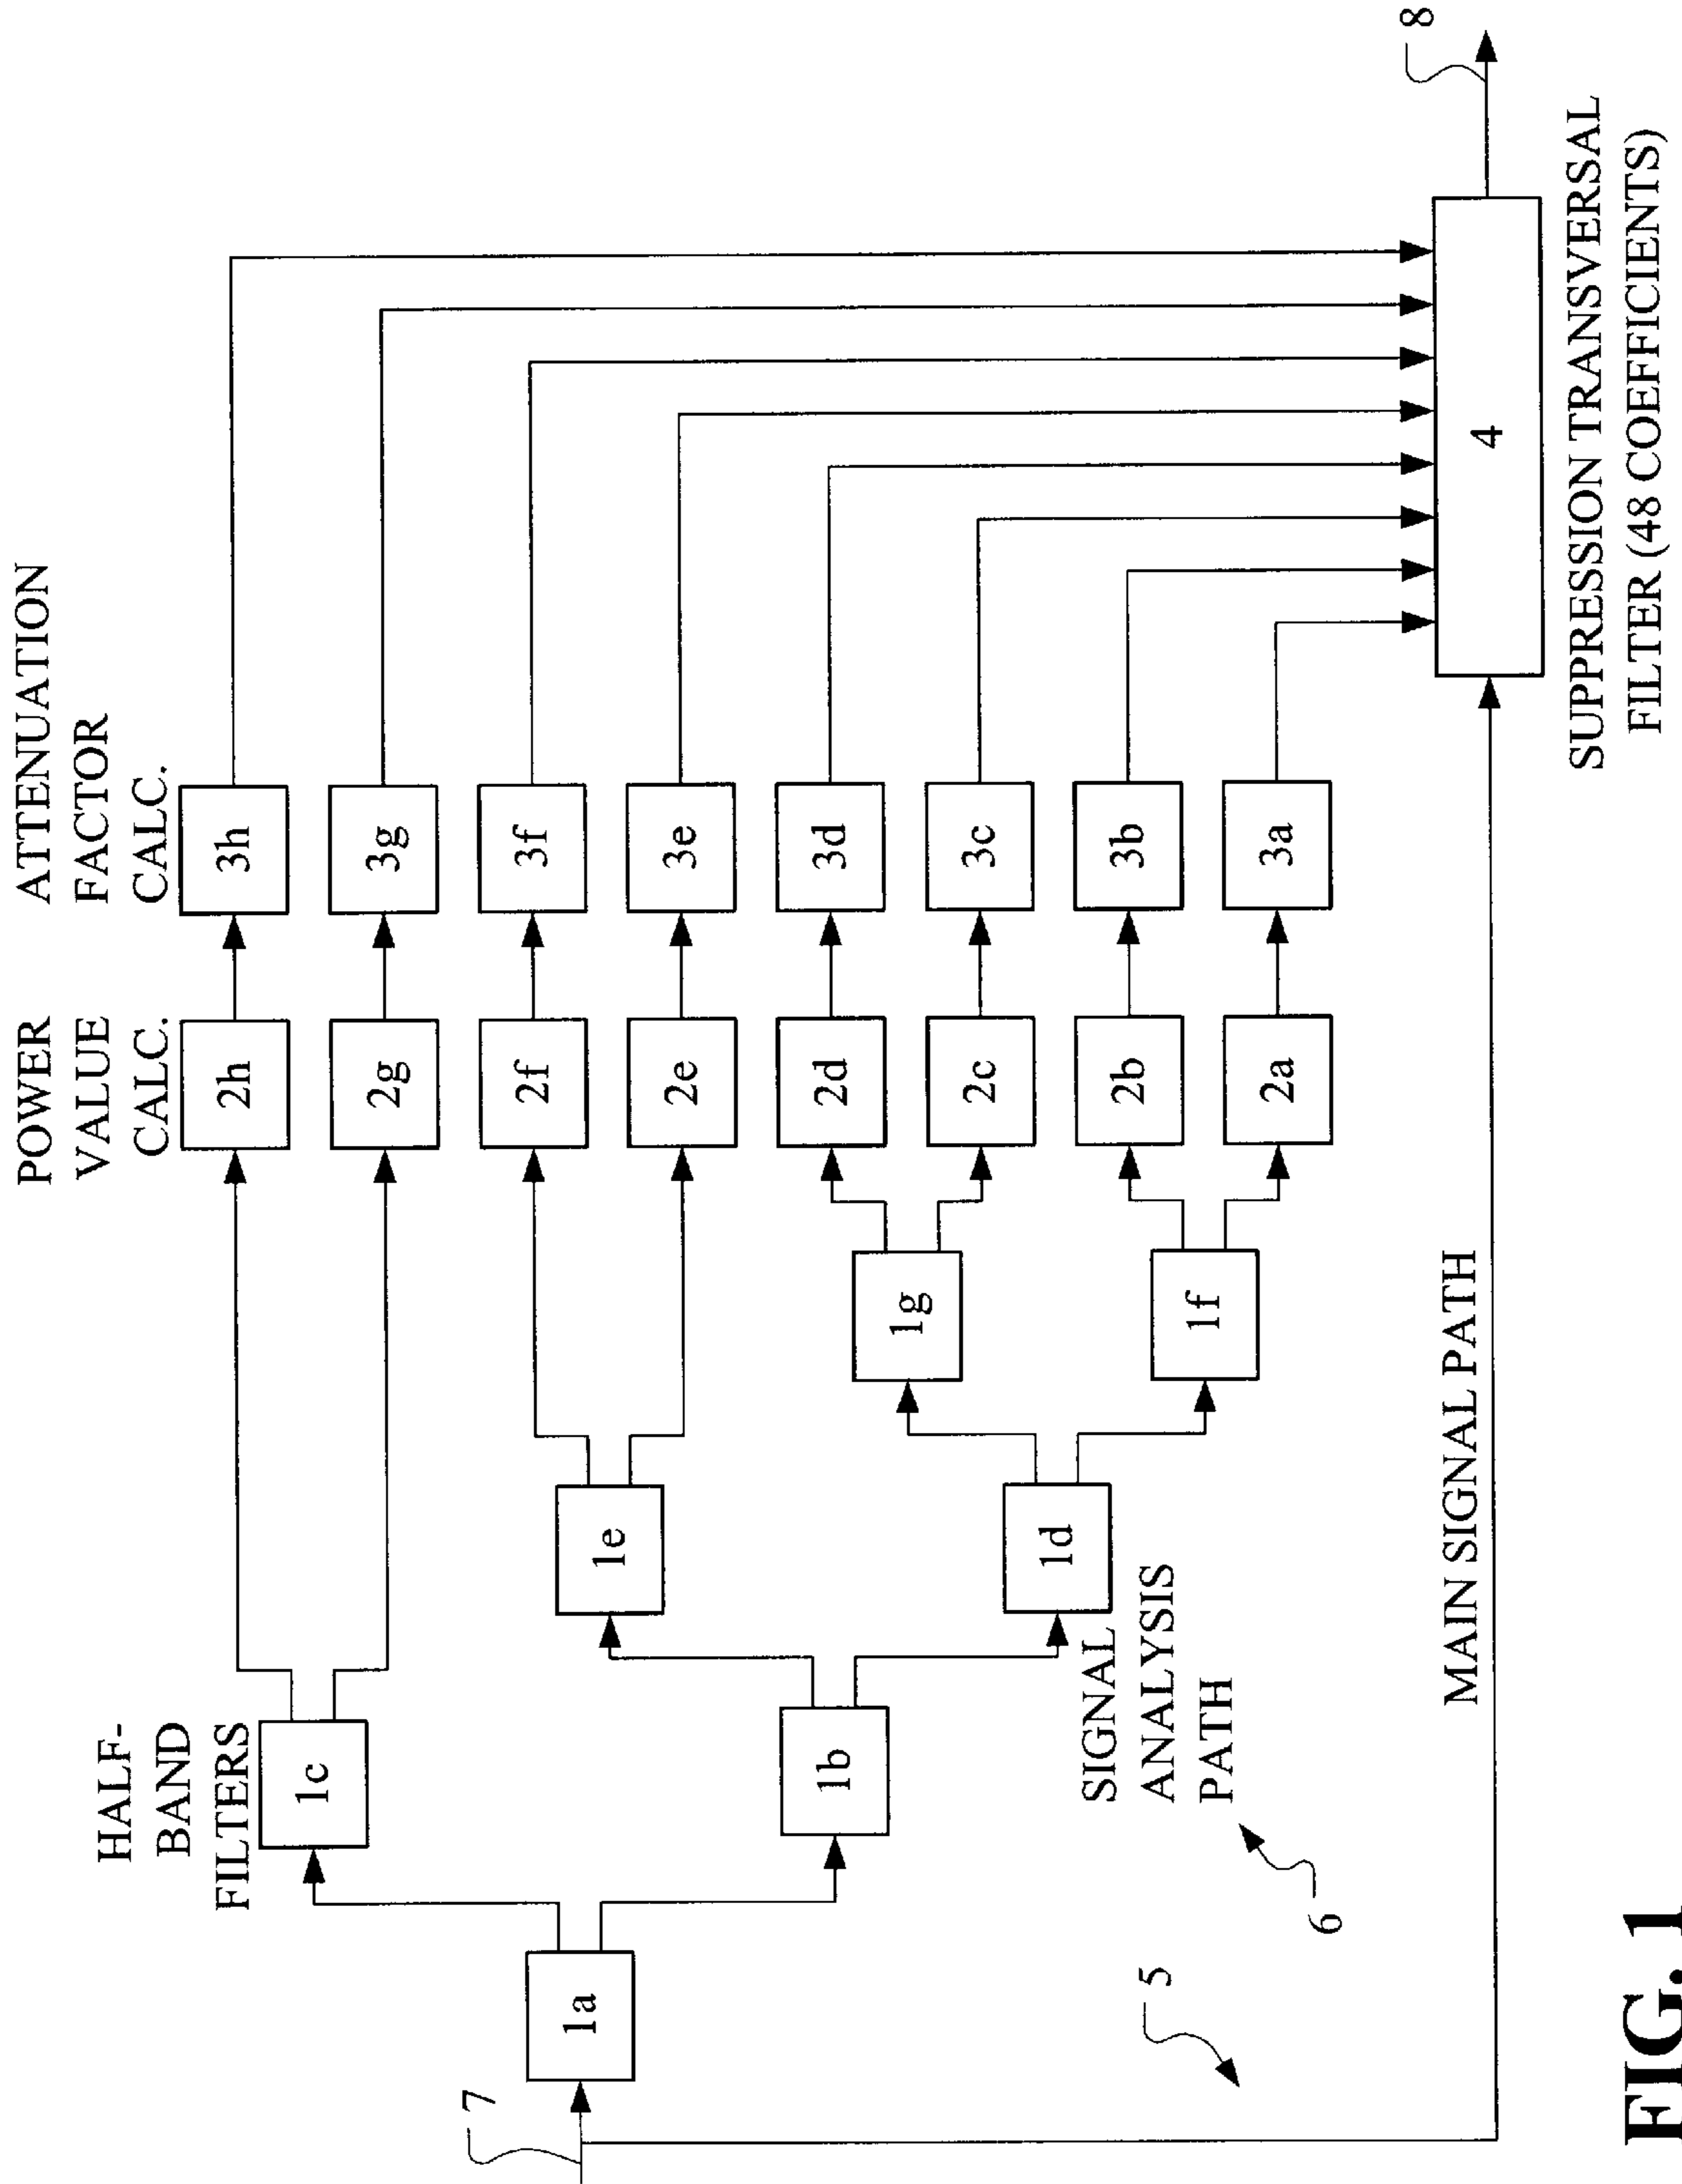 HALF-
BAND
FILTERS
POWER
VALUE
CALC.
ATTENUATION
FACTOR
CALC.
1c
2h
3h
2g
3g
7
1a
1e
2f
3f
2e
3e
1b
1g
2d
3d
2c
3c
1d
1f
2b
3b
2a
3a
SIGNAL
ANALYSIS
PATH
5
6
8
MAIN SIGNAL PATH
4
SUPPRESSION TRANSVERSAL
FILTER (48 COEFFICIENTS)
FIG. 1